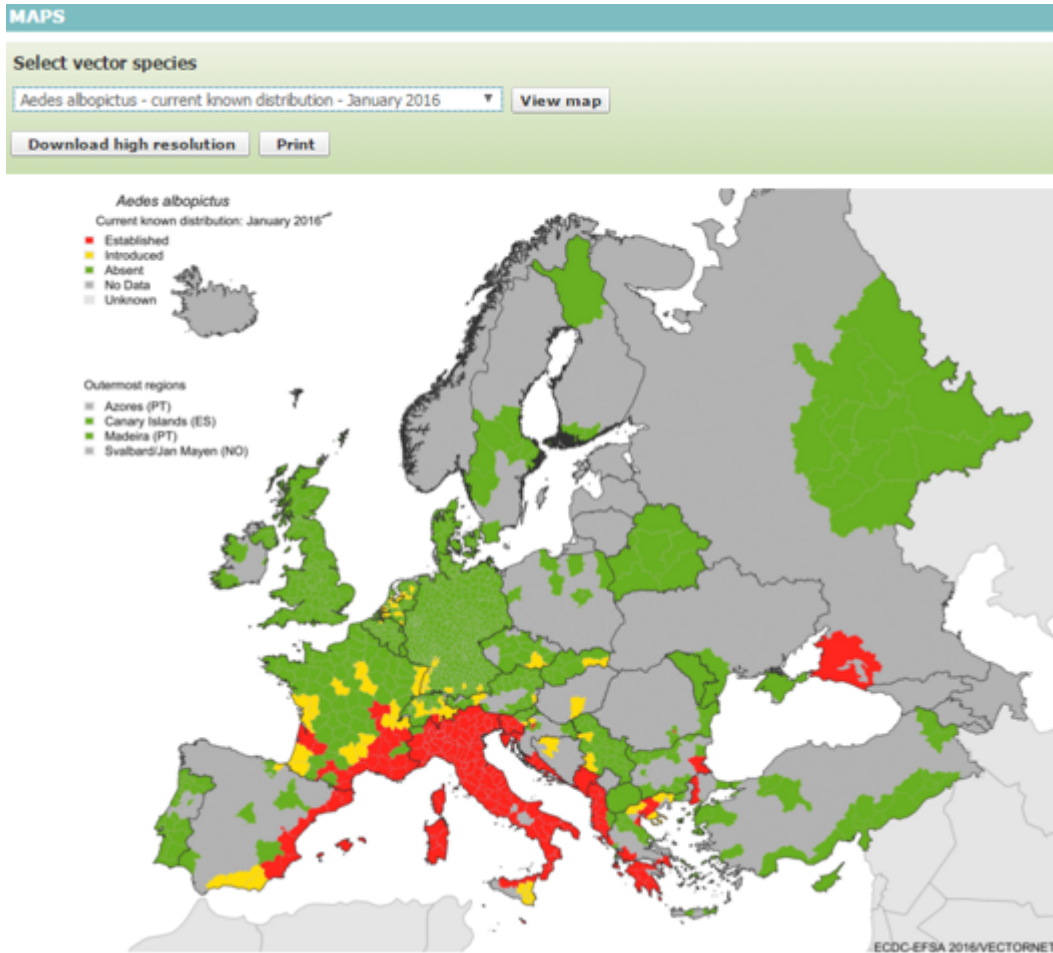 MAPS
Select vector species
Aedes albopictus - current known distribution - January 2016
View map
Download high resolution
Print
Aedes albopictus
Current known distribution: January 2016
Established
Introduced
Absent
No Data
Unknown
Outermost regions
Azores (PT)
Canary Islands (ES)
Madeira (PT)
Svalbard/Jan Mayen (NO)
ECDC-EFSA 2016/VECTORNET